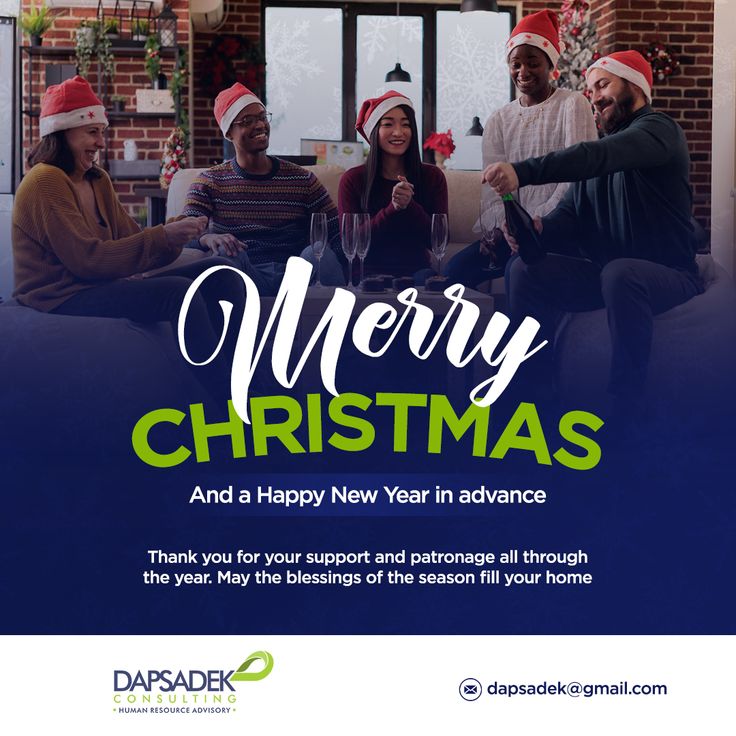 Merry
CHRISTMAS
And a Happy New Year in advance
Thank you for your support and patronage all through
the year. May the blessings of the season fill your home
DAPSADEK
CONSULTING
• HUMAN RESOURCE ADVISORY •
dapsadek@gmail.com